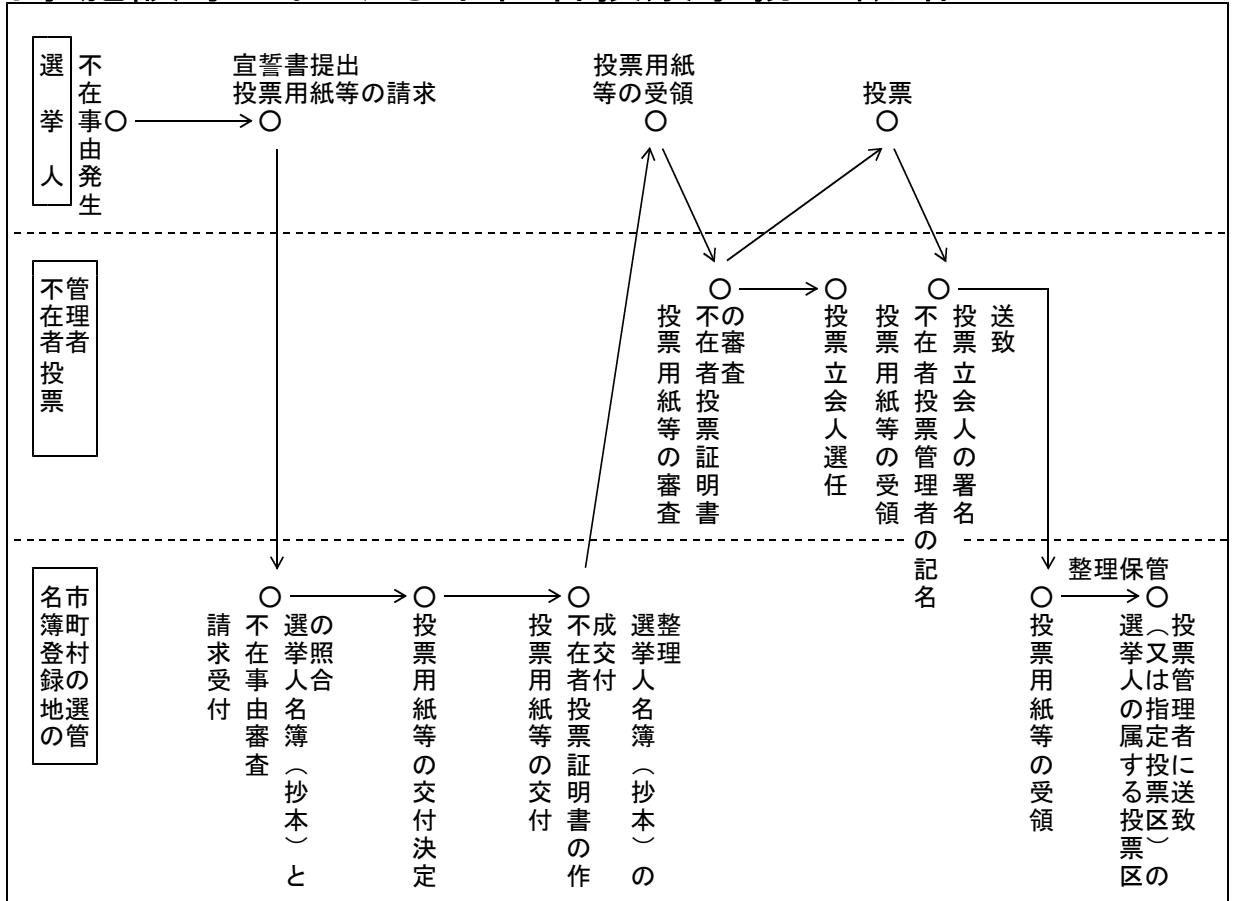 選挙人
不在事由発生
宣誓書提出
投票用紙等の請求
投票用紙
等の受領
投票
不在者投票
管理者
投票用紙等の審査
不在者投票証明書
の審査
投票立会人選任
投票用紙等の受領
不在者投票管理者の記名
投票立会人の署名
送致
名簿登録地の
市町村の選管
請求受付
不在事由審査
選挙人名簿（抄本）と
の照合
投票用紙等の交付決定
投票用紙等の交付
不在者投票証明書の作
成交付
選挙人名簿（抄本）の
整理
投票用紙等の受領
整理保管
選挙人の属する投票区
（又は指定投票区）の
投票管理者に送致